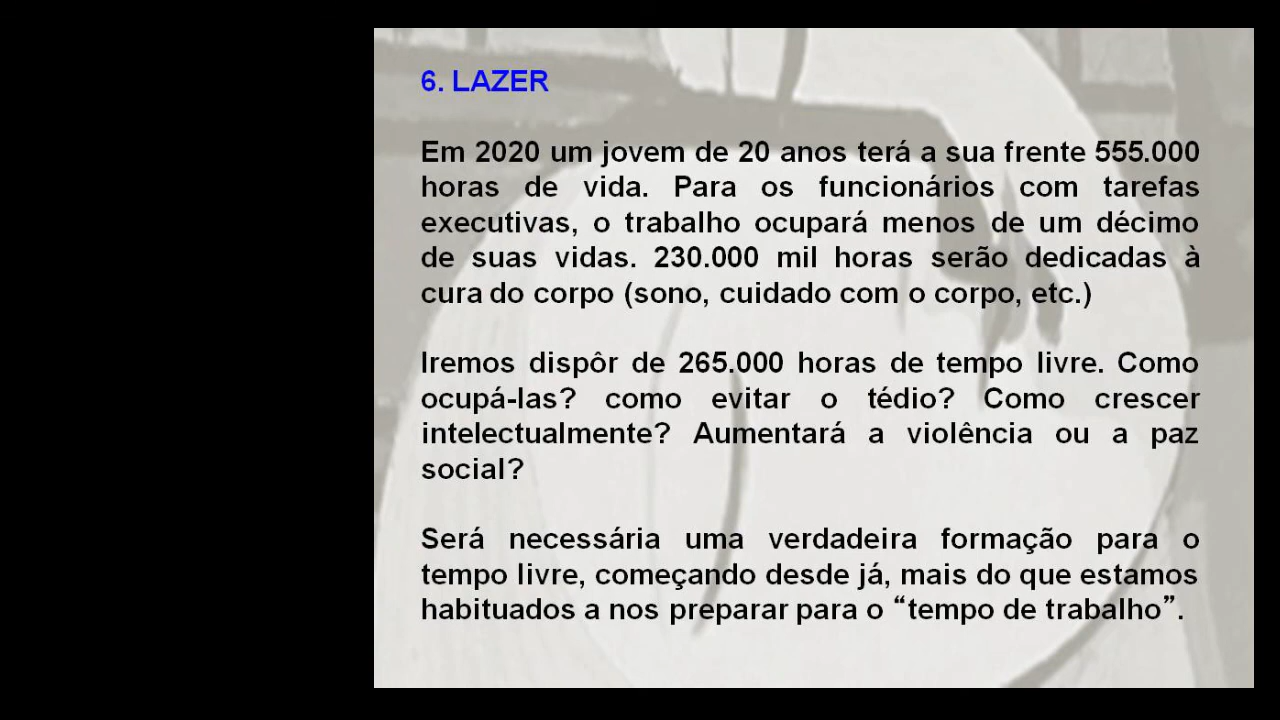 6. LAZER
Em 2020 um jovem de 20 anos terá a sua frente 555.000
horas de vida. Para os funcionários com tarefas
executivas, o trabalho ocupará menos de um décimo
de suas vidas. 230.000 mil horas serão dedicadas à
cura do corpo (sono, cuidado com o corpo, etc.)
Iremos dispôr de 265.000 horas de tempo livre. Como
ocupá-las? como evitar o tédio? Como crescer
intelectualmente? Aumentará a violência ou a paz
social?
Será necessária uma verdadeira formação para o
tempo livre, começando desde já, mais do que estamos
habituados a nos preparar para o “tempo de trabalho”.